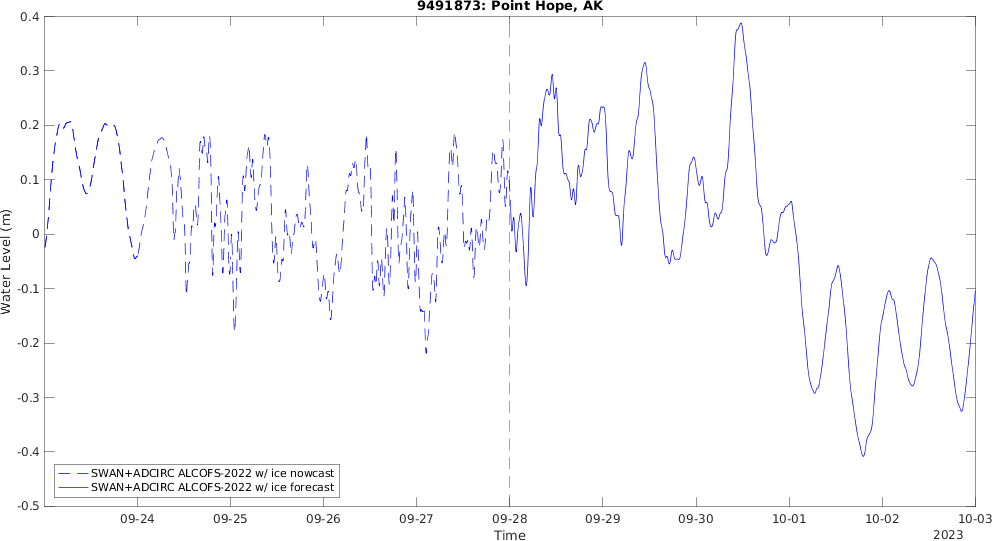 9491873: Point Hope, AK
0.4
0.3
0.2
0.1
0
-0.1
-0.2
-0.3
-0.4
-0.5
Water Level (m)
SWAN+ADCIRC ALCOFS-2022 w/ ice nowcast
SWAN+ADCIRC ALCOFS-2022 w/ ice forecast
09-24 09-25 09-26 09-27 09-28 09-29 09-30 10-01 10-02 10-03
Time
2023